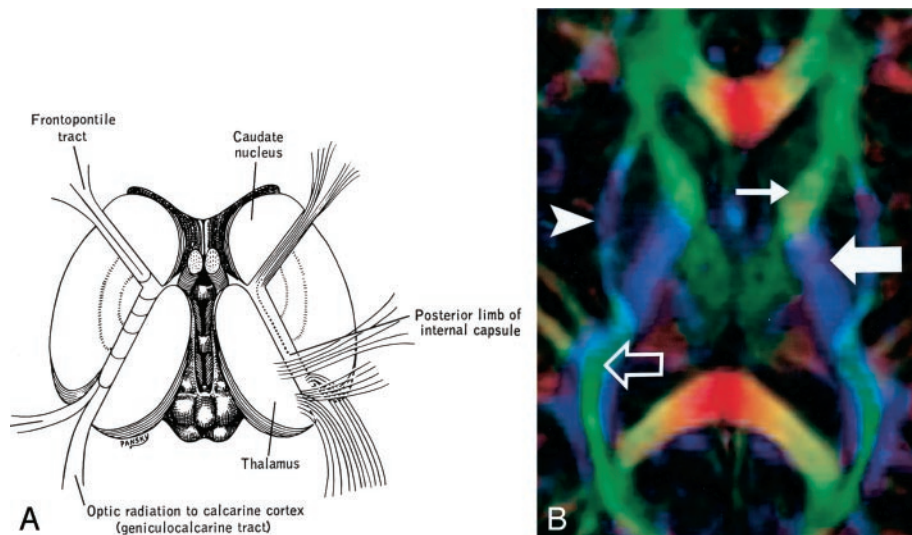 Frontopontile
tract
Caudate
nucleus
Posterior limb of
internal capsule
PANSKY
Thalamus
Optic radiation to calcarine cortex
(geniculocalcarine tract)
A
B